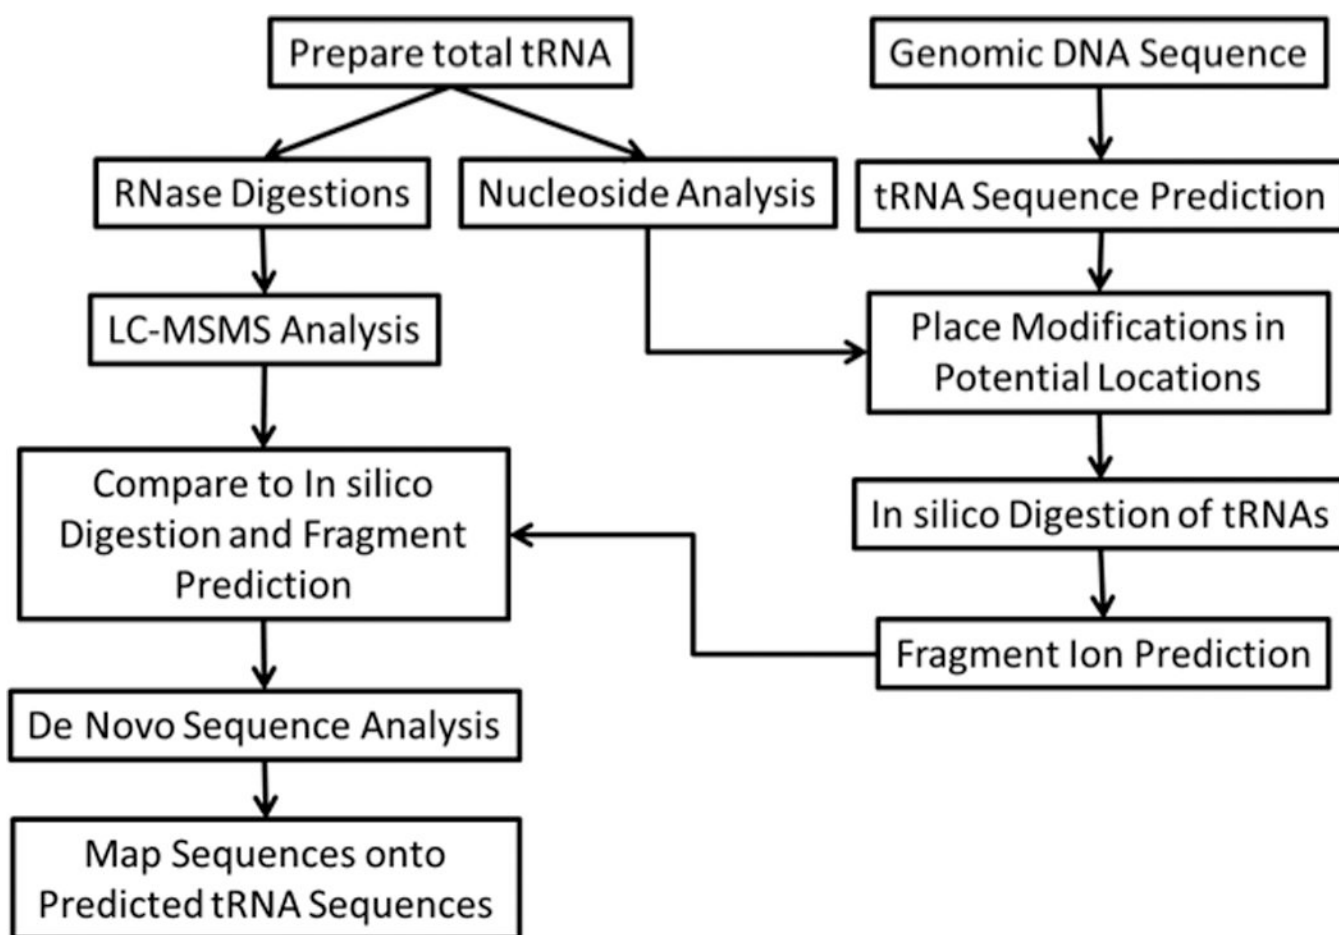 Prepare total tRNA
Genomic DNA Sequence
RNase Digestions
Nucleoside Analysis
tRNA Sequence Prediction
LC-MSMS Analysis
Place Modifications in
Potential Locations
Compare to In silico
Digestion and Fragment
Prediction
In silico Digestion of tRNAs
Fragment Ion Prediction
De Novo Sequence Analysis
Map Sequences onto
Predicted tRNA Sequences